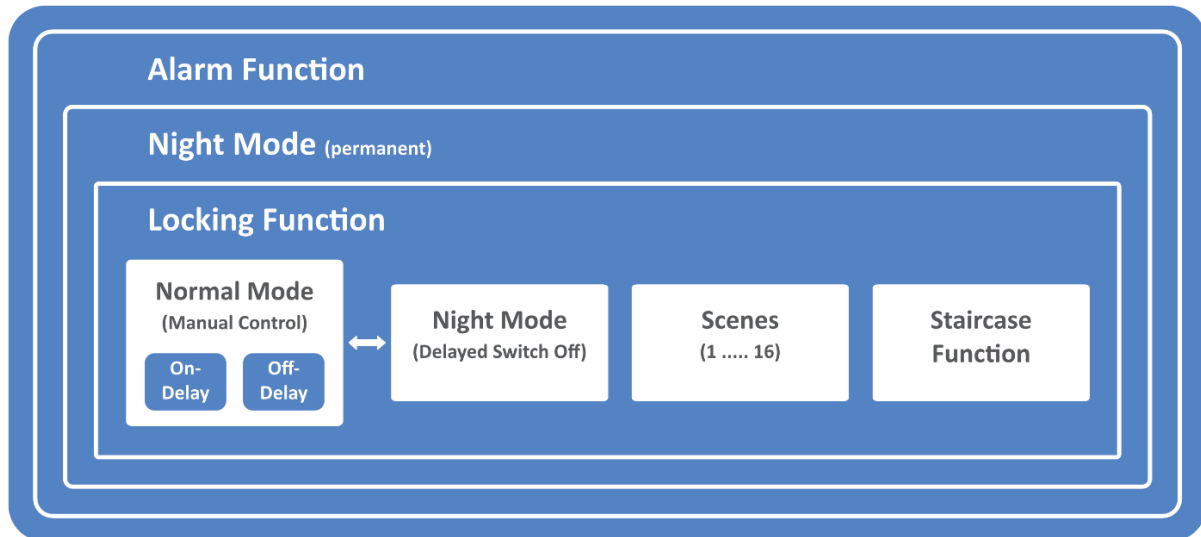 Alarm Function
Night Mode (permanent)
Locking Function
Normal Mode
(Manual Control)
On-
Delay
Off-
Delay
Night Mode
(Delayed Switch Off)
Scenes
(1 ..... 16)
Staircase
Function